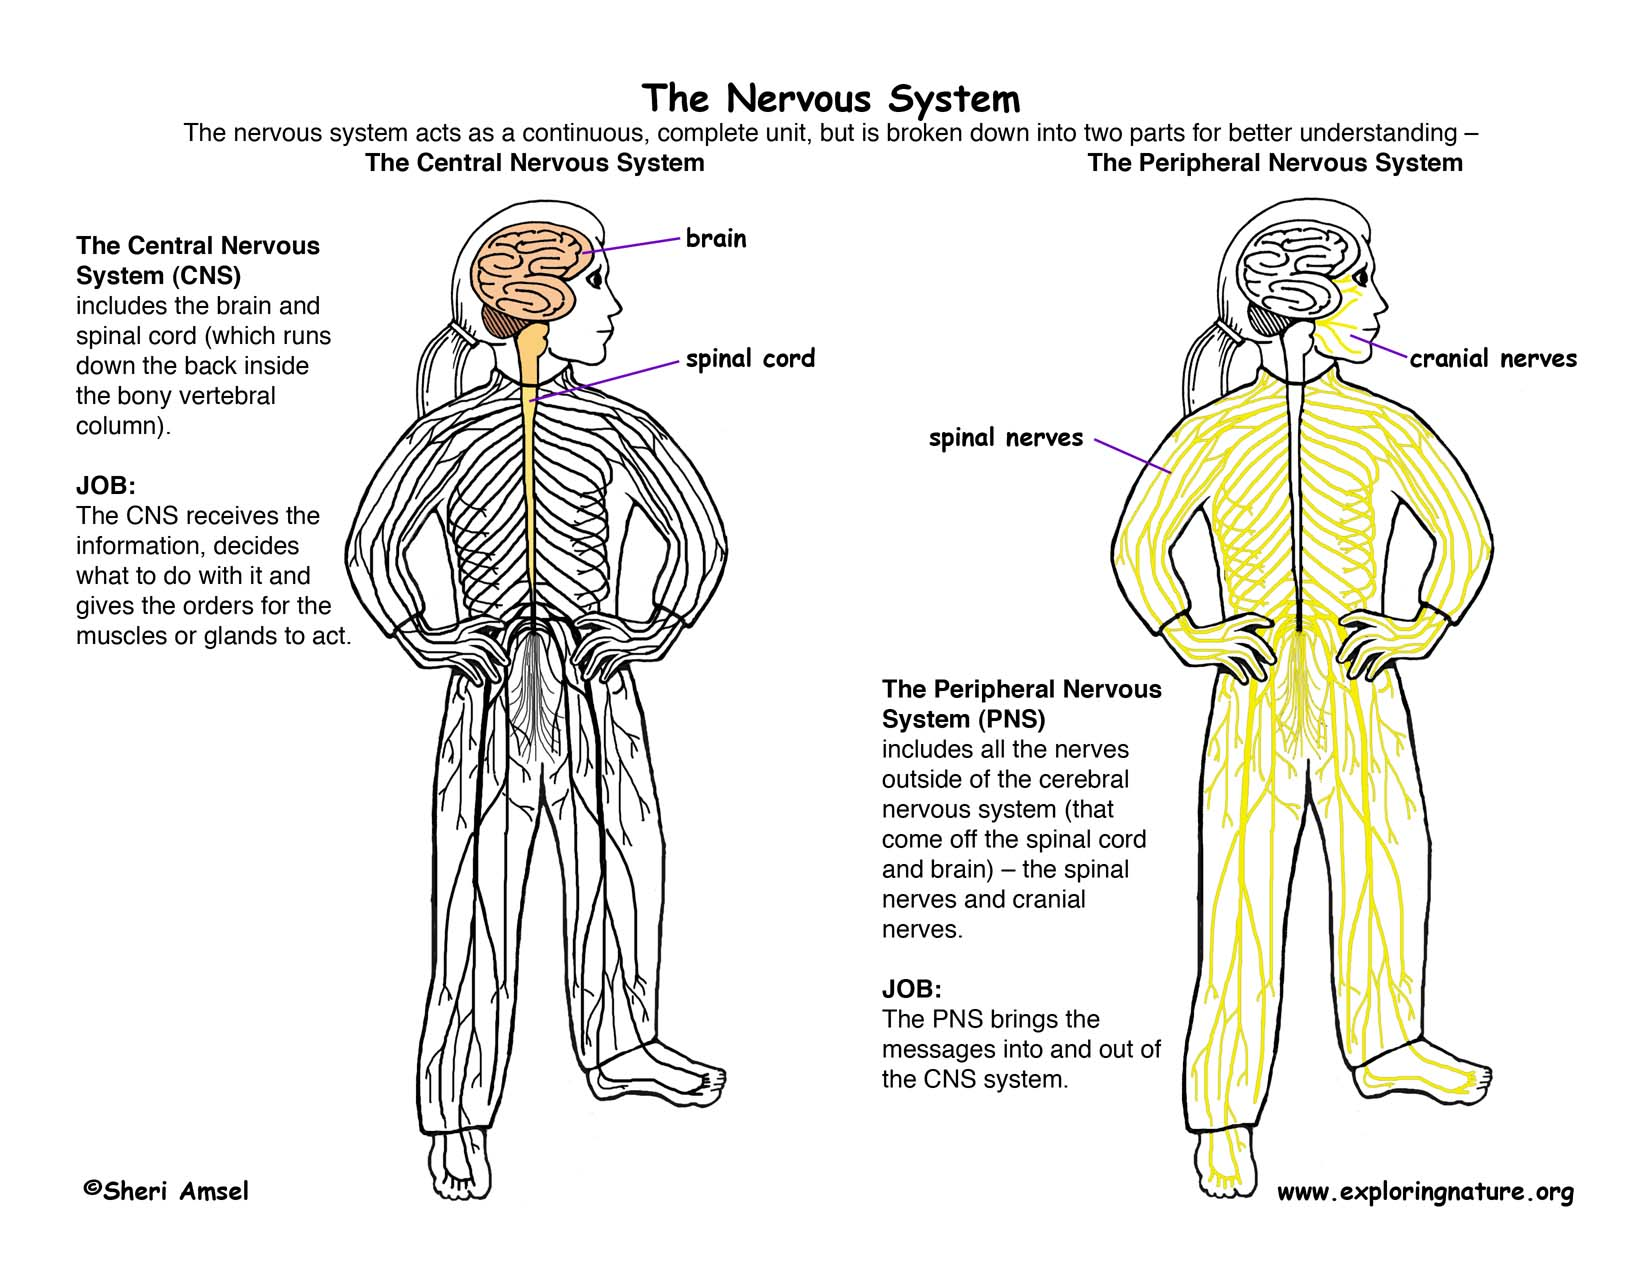 The Nervous System
The nervous system acts as a continuous, complete unit, but is broken down into two parts for better understanding –
The Central Nervous System
The Peripheral Nervous System
The Central Nervous
System (CNS)
includes the brain and
spinal cord (which runs
down the back inside
the bony vertebral
column).
JOB:
The CNS receives the
information, decides
what to do with it and
gives the orders for the
muscles or glands to act.
brain
spinal cord
cranial nerves
spinal nerves
The Peripheral Nervous
System (PNS)
includes all the nerves
outside of the cerebral
nervous system (that
come off the spinal cord
and brain) – the spinal
nerves and cranial
nerves.
JOB:
The PNS brings the
messages into and out of
the CNS system.
©Sheri Amsel
www.exploringnature.org